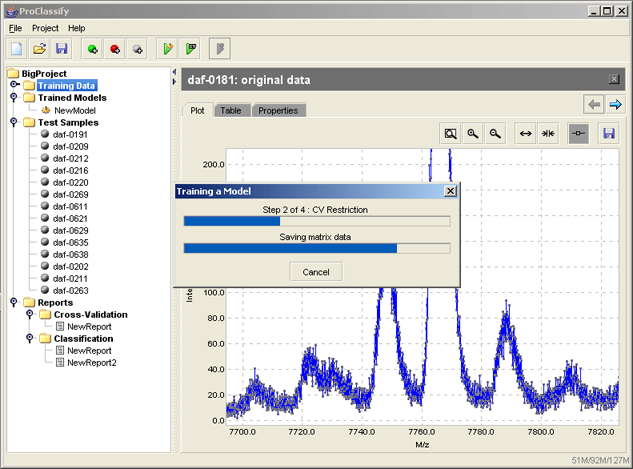 ProClassify
File Project Help
BigProject
Training Data
Trained Models
NewModel
Test Samples
daf-0191
daf-0209
daf-0212
daf-0216
daf-0220
daf-0269
daf-0611
daf-0621
daf-0629
daf-0635
daf-0638
daf-0202
daf-0211
daf-0263
Reports
Cross-Validation
NewReport
Classification
NewReport
NewReport2
daf-0181: original data
Plot Table Properties
200.0
Training a Model
Step 2 of 4 : CV Restriction
Saving matrix data
Cancel
Inte
100.0
80.0
60.0
40.0
20.0
0.0
7700.0 7720.0 7740.0 7760.0 7780.0 7800.0 7820.0
M/z
51M/92M/127M